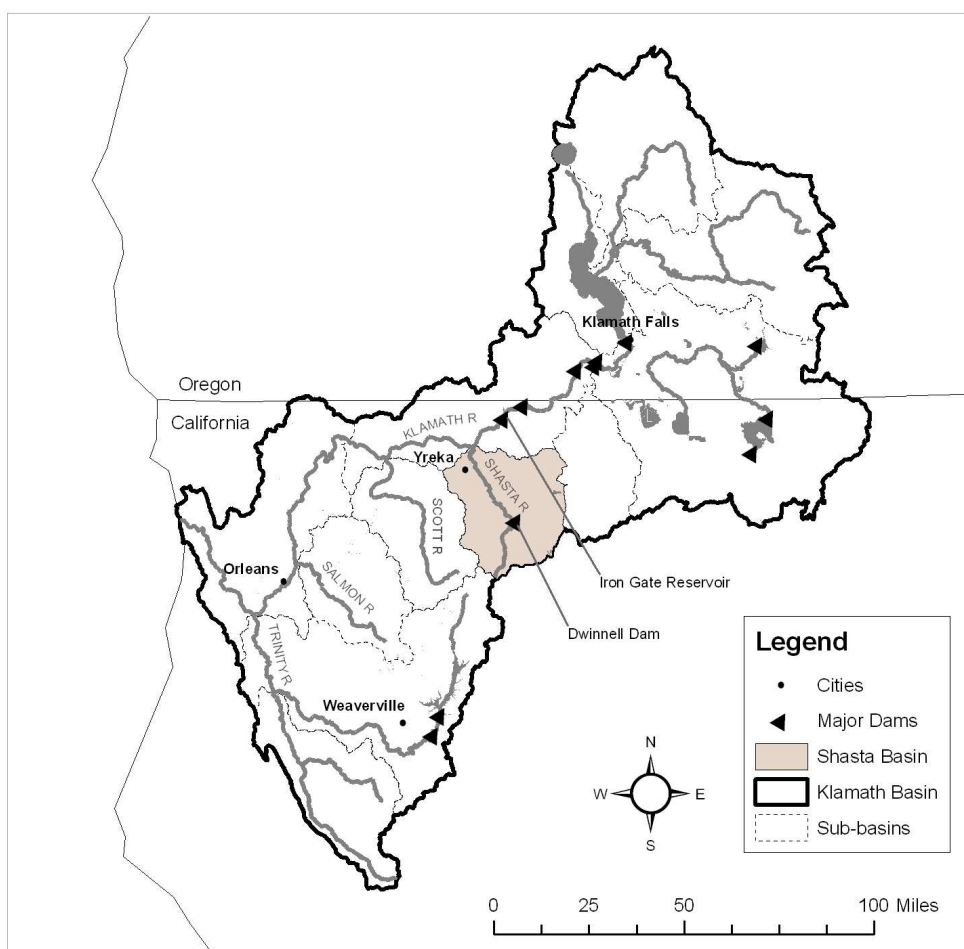 Klamath Falls
Oregon
California
KLAMATH R
Yreka
SHASTA R
SCOTT R
Orleans
SALMON R
Iron Gate Reservoir
Dwinnell Dam
TRINITY R
Weaverville
Legend
Cities
Major Dams
Shasta Basin
Klamath Basin
Sub-basins
N
W E
S
0 25 50 100 Miles